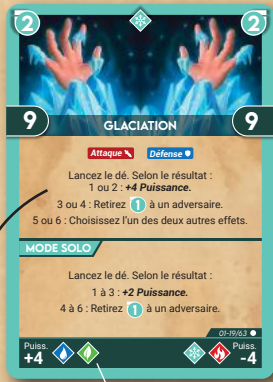 2 2
9 GLACIATION 9
Attaque Défense
Lancez le dé. Selon le résultat :
1 ou 2 : +4 Puissance.
3 ou 4 : Retirez 1 à un adversaire.
5 ou 6 : Choisissez l'un des deux autres effets.
MODE SOLO
Lancez le dé. Selon le résultat :
1 à 3 : +2 Puissance.
4 à 6 : Retirez 1 à un adversaire.
01-19/63
Puiss. Puiss.
+4 -4